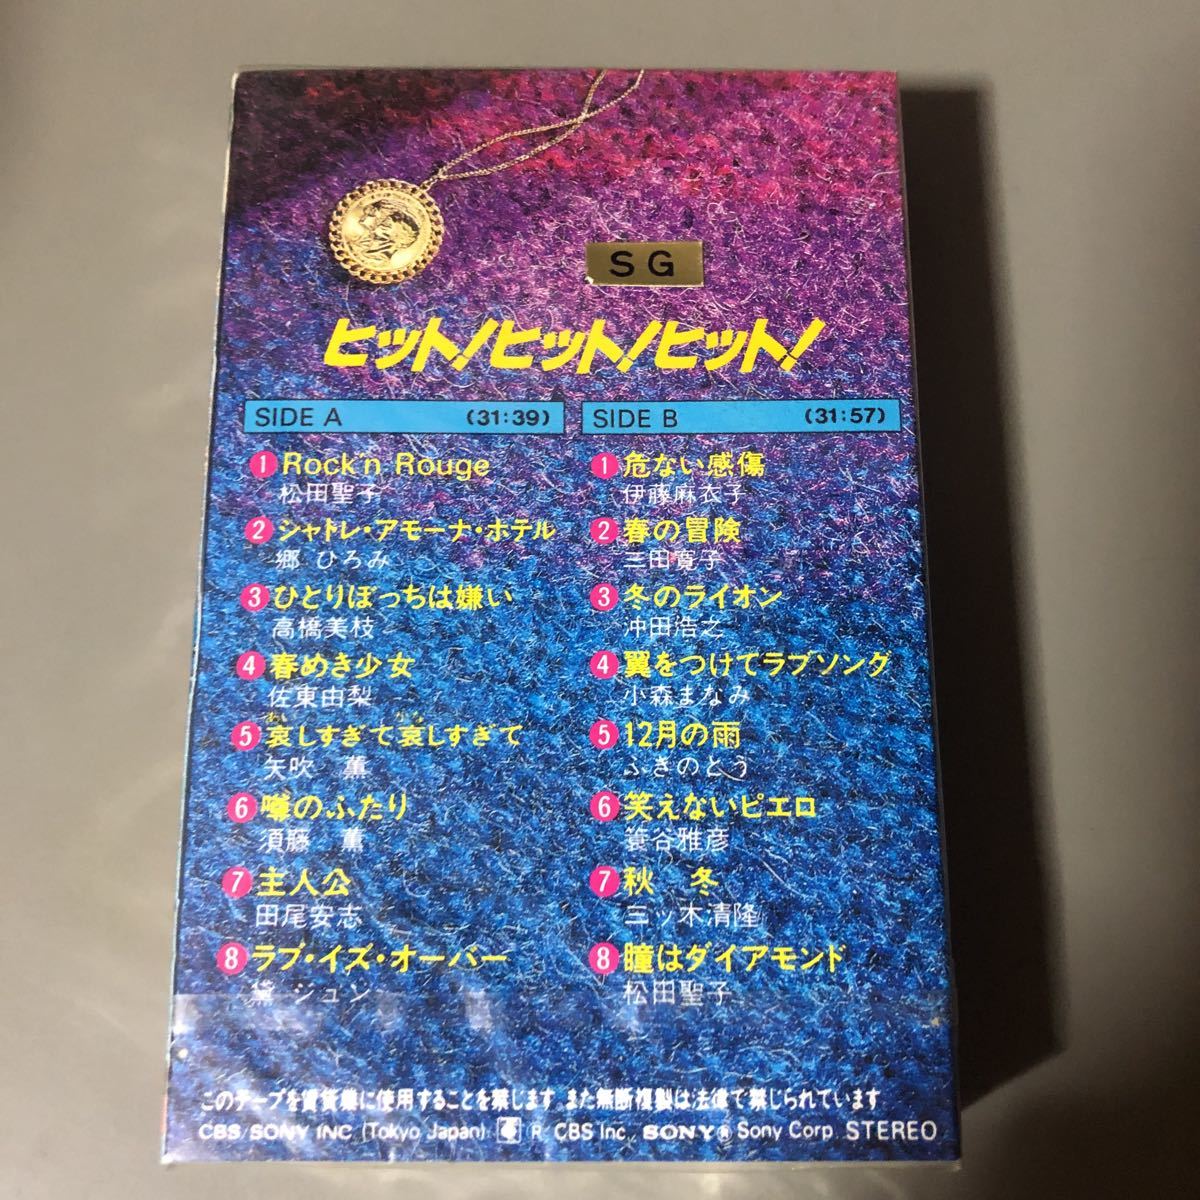 SG
ヒット!ヒット!ヒット!
SIDE A (31:39)
1 Rock'n Rouge
松田聖子
2 シャトレ・アモーナ・ホテル
郷 ひろみ
3 ひとりぼっちは嫌い
高橋美枝
4 春めき少女
佐東由梨
あい かな
5 哀しすぎて哀しすぎて
矢吹 薫
6 噂のふたり
須藤 薫
7 主人公
田尾安志
8 ラブ・イズ・オーバー
黛 ジュン
SIDE B (31:57)
1 危ない感傷
伊藤麻衣子
2 春の冒険
三田寛子
3 冬のライオン
沖田浩之
4 翼をつけてラブソング
小森まなみ
5 12月の雨
ふきのとう
6 笑えないピエロ
簑谷雅彦
7 秋 冬
三ッ木清隆
8 瞳はダイアモンド
松田聖子
このテープを賃貸業に使用することを禁じます。また無断複製は法律で禁じられています。
CBS/SONY INC (Tokyo Japan) R. CBS Inc., SONY® Sony Corp. STEREO